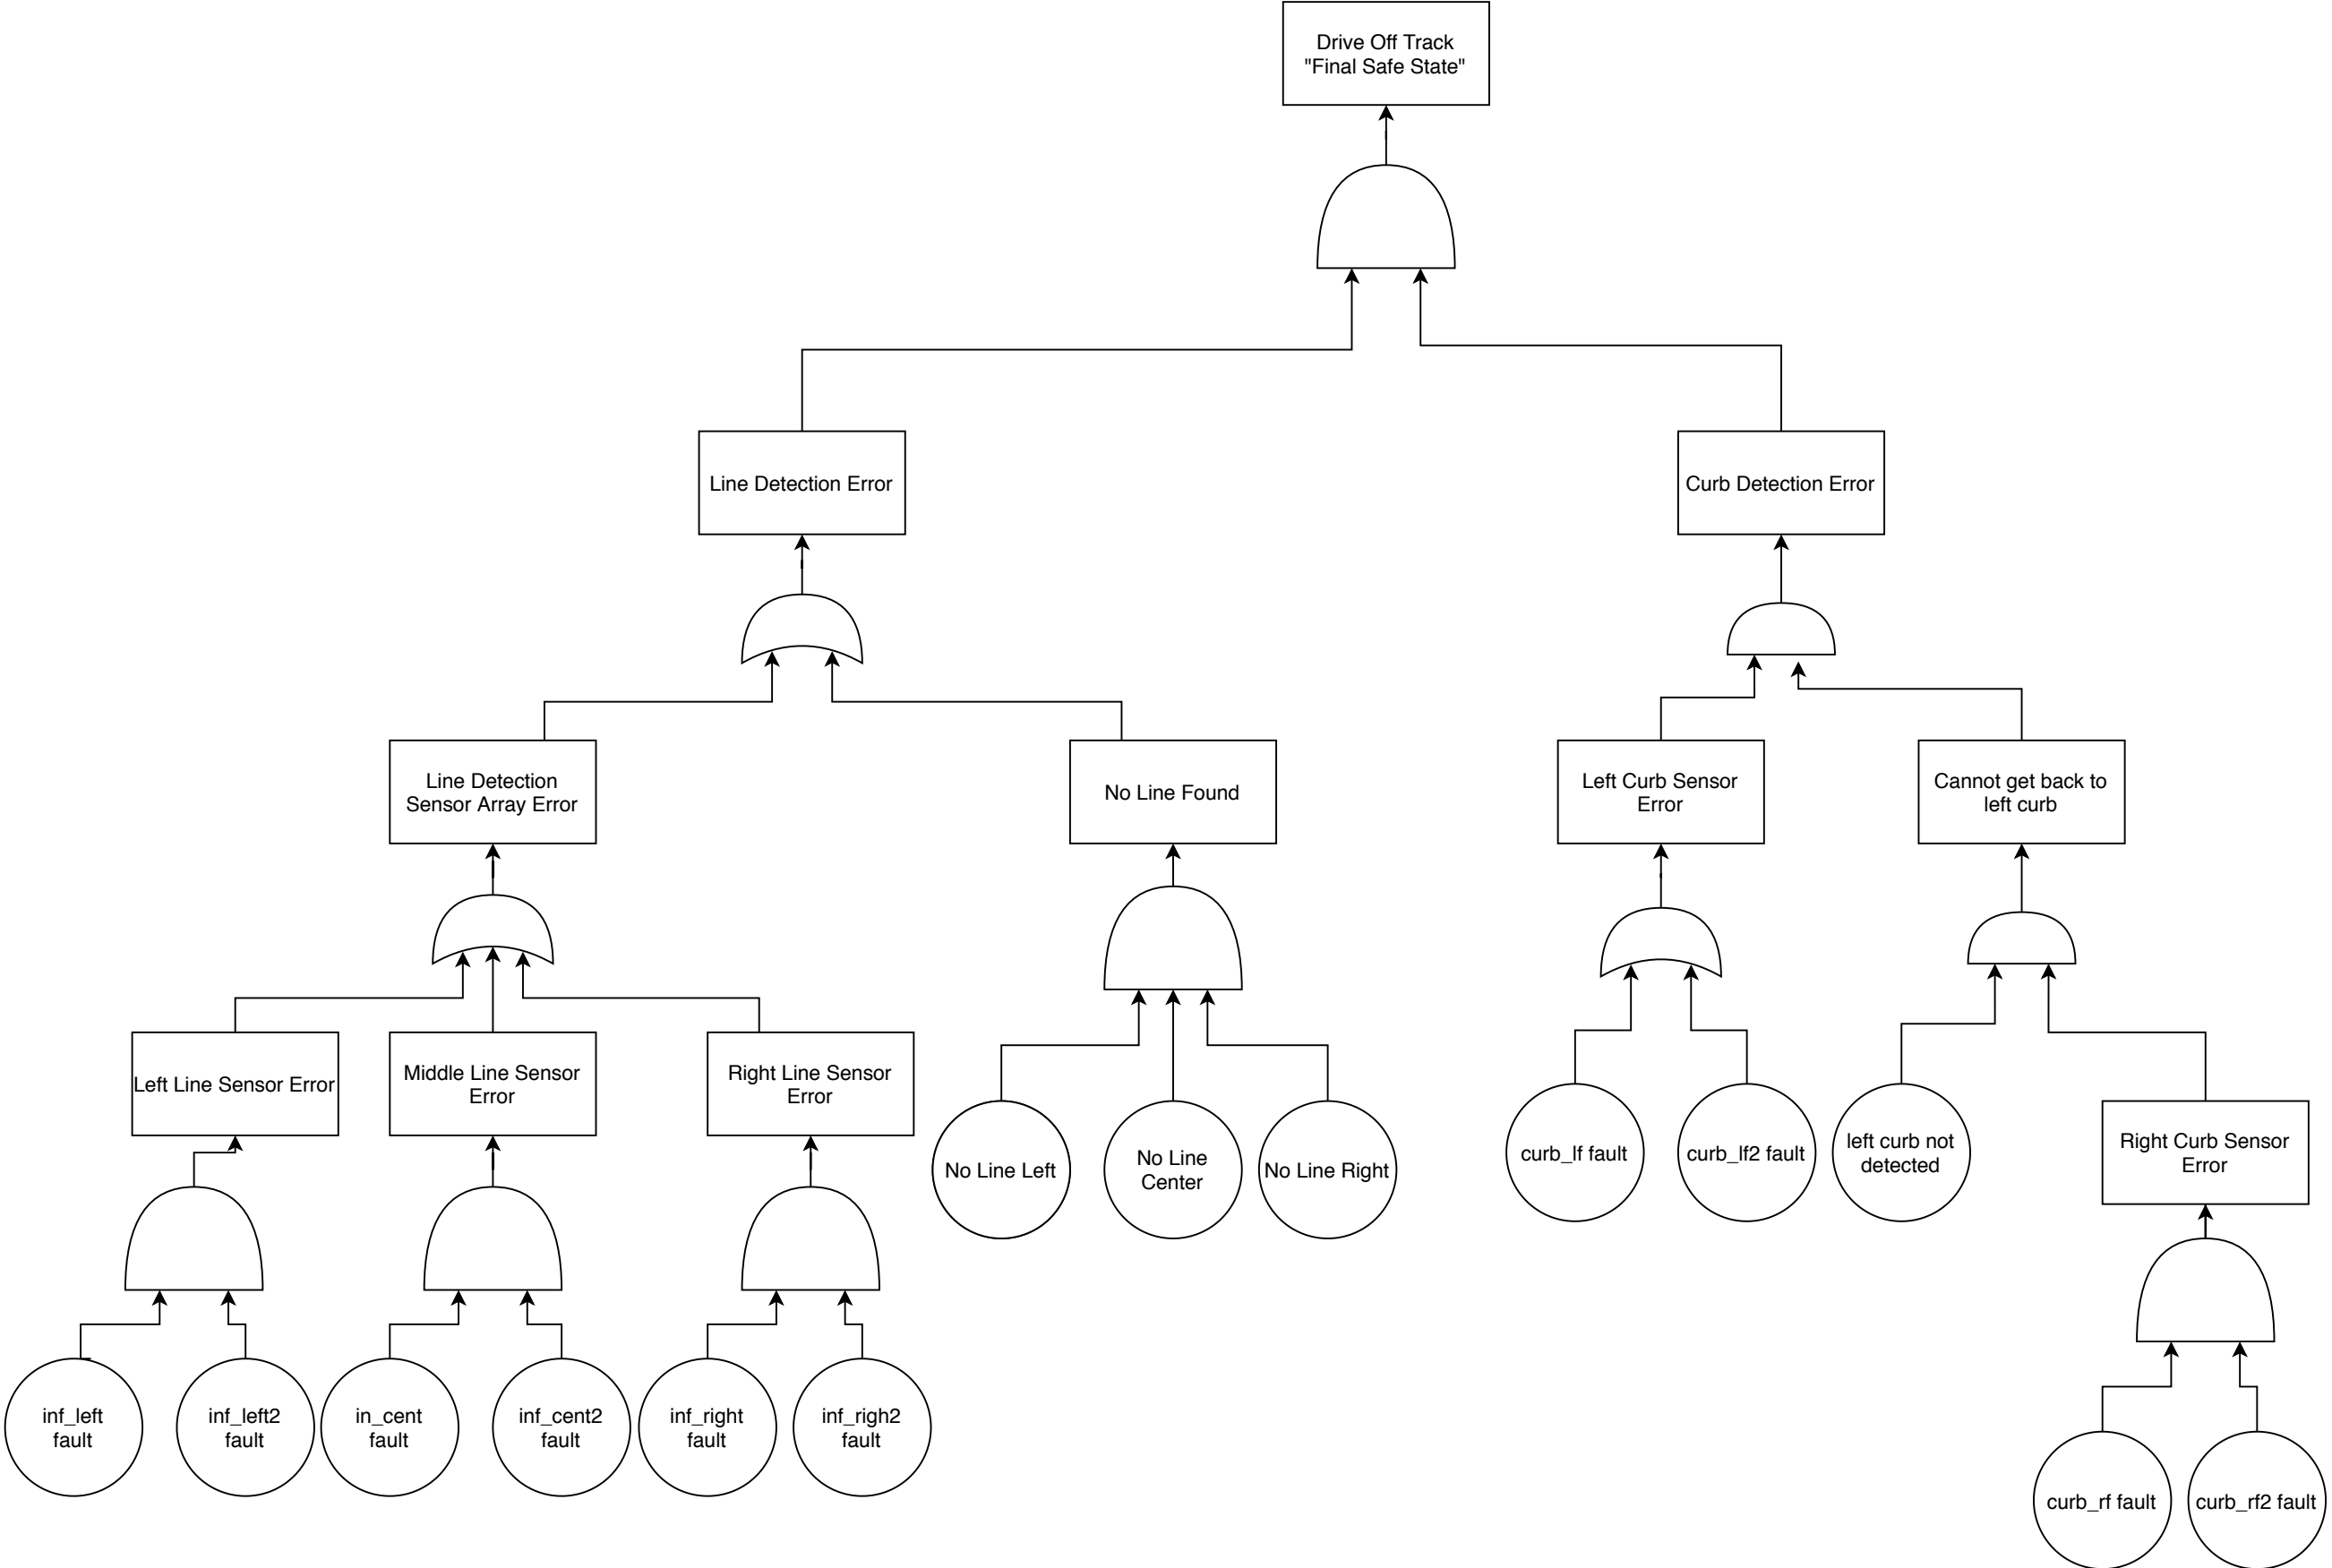 Drive Off Track
"Final Safe State"
Line Detection Error
Curb Detection Error
Line Detection
Sensor Array Error
No Line Found
Left Curb Sensor
Error
Cannot get back to
left curb
Left Line Sensor Error
Middle Line Sensor
Error
Right Line Sensor
Error
No Line Left
No Line
Center
No Line Right
curb_lf fault
curb_lf2 fault
left curb not
detected
Right Curb Sensor
Error
inf_left
fault
inf_left2
fault
in_cent
fault
inf_cent2
fault
inf_right
fault
inf_righ2
fault
curb_rf fault
curb_rf2 fault